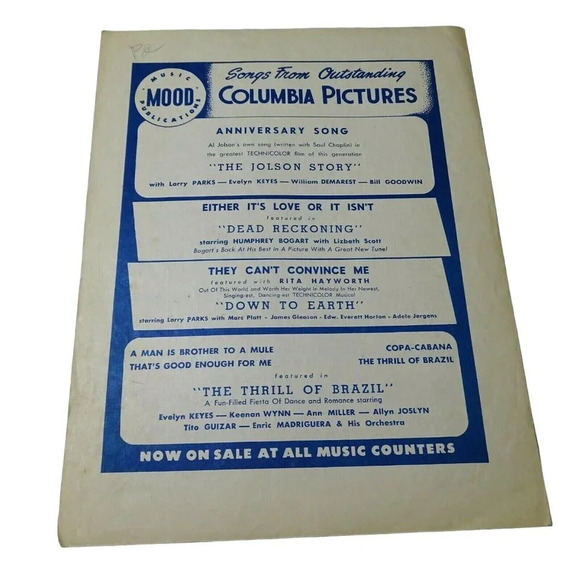 MUSIC
MOOD
PUBLICATIONS
Songs From Outstanding
COLUMBIA PICTURES
ANNIVERSARY SONG
Al Jolson's own song (written with Saul Chaplin) in
the greatest TECHNICOLOR film of this generation
"THE JOLSON STORY"
with Larry PARKS — Evelyn KEYES — William DEMAREST — Bill GOODWIN
EITHER IT'S LOVE OR IT ISN'T
featured in
"DEAD RECKONING"
starring HUMPHREY BOGART with Lizbeth Scott
Bogart's Back At His Best In A Picture With A Great New Tune!
THEY CAN'T CONVINCE ME
featured with RITA HAYWORTH
Out Of This World and Worth Her Weight In Melody In Her Newest,
Singing-est, Dancing-est TECHNICOLOR Musical
"DOWN TO EARTH"
starring Larry PARKS with Marc Platt - James Gleason - Edw. Everett Horton - Adele Jergens
A MAN IS BROTHER TO A MULE COPA-CABANA
THAT'S GOOD ENOUGH FOR ME THE THRILL OF BRAZIL
featured in
"THE THRILL OF BRAZIL"
A Fun-Filled Fiesta Of Dance and Romance starring
Evelyn KEYES — Keenan WYNN — Ann MILLER — Allyn JOSLYN
Tito GUIZAR — Enric MADRIGUERA & His Orchestra
NOW ON SALE AT ALL MUSIC COUNTERS